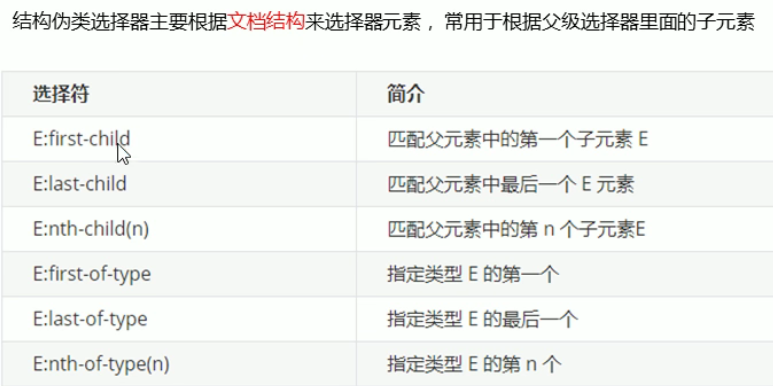 结构伪类选择器主要根据文档结构来选择器元素，常用于根据父级选择器里面的子元素
选择符 简介
E:first-child 匹配父元素中的第一个子元素 E
E:last-child 匹配父元素中最后一个 E 元素
E:nth-child(n) 匹配父元素中的第 n 个子元素E
E:first-of-type 指定类型 E 的第一个
E:last-of-type 指定类型 E 的最后一个
E:nth-of-type(n) 指定类型 E 的第 n 个